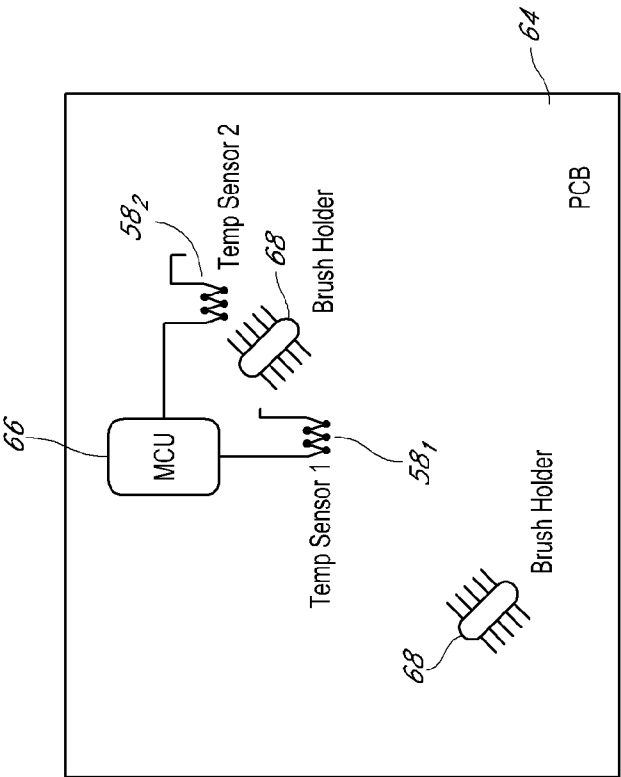 64
PCB
58₂
Temp Sensor 2
68
Brush Holder
66
MCU
Temp Sensor 1
58₁
Brush Holder
68